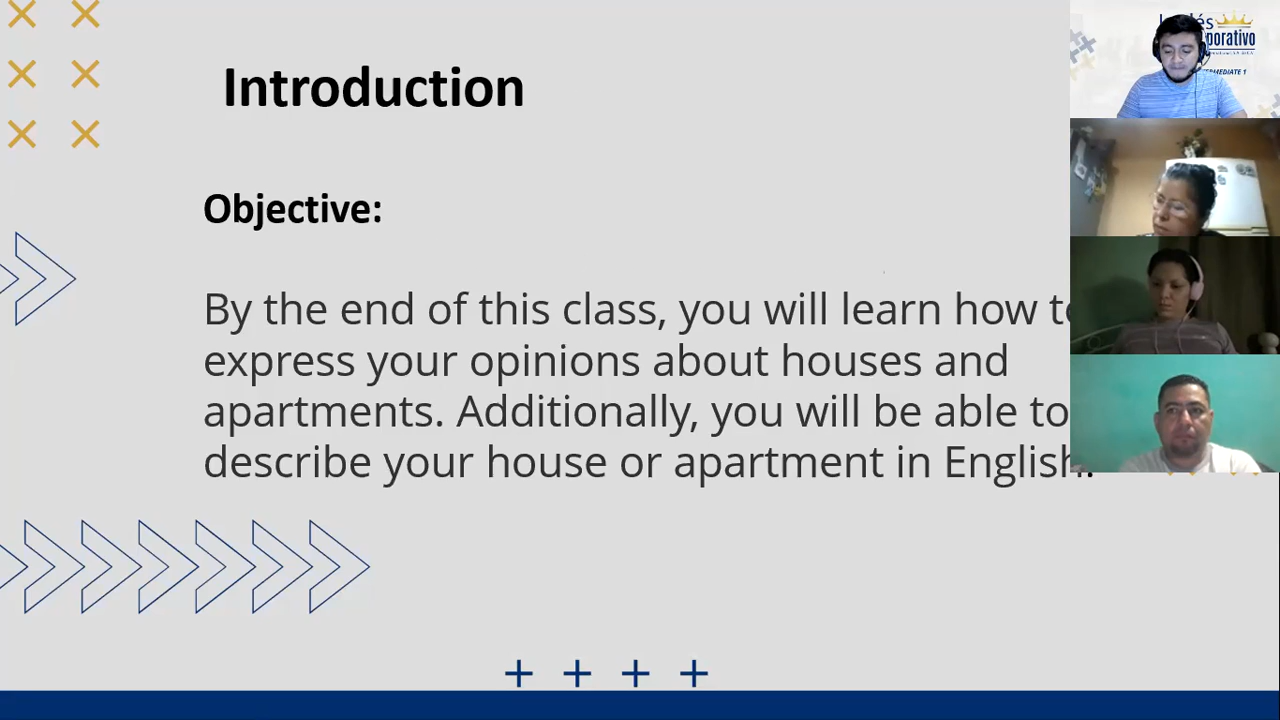 Introduction
Objective:
By the end of this class, you will learn how to
express your opinions about houses and
apartments. Additionally, you will be able to
describe your house or apartment in English.